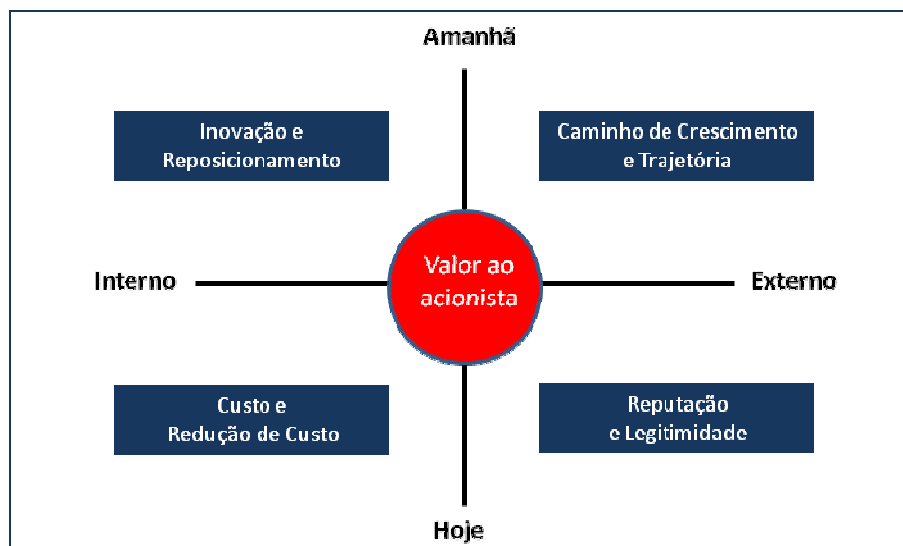 Amanhã
Inovação e
Reposicionamento
Caminho de Crescimento
e Trajetória
Interno
Valor ao
acionista
Externo
Custo e
Redução de Custo
Reputação
e Legitimidade
Hoje